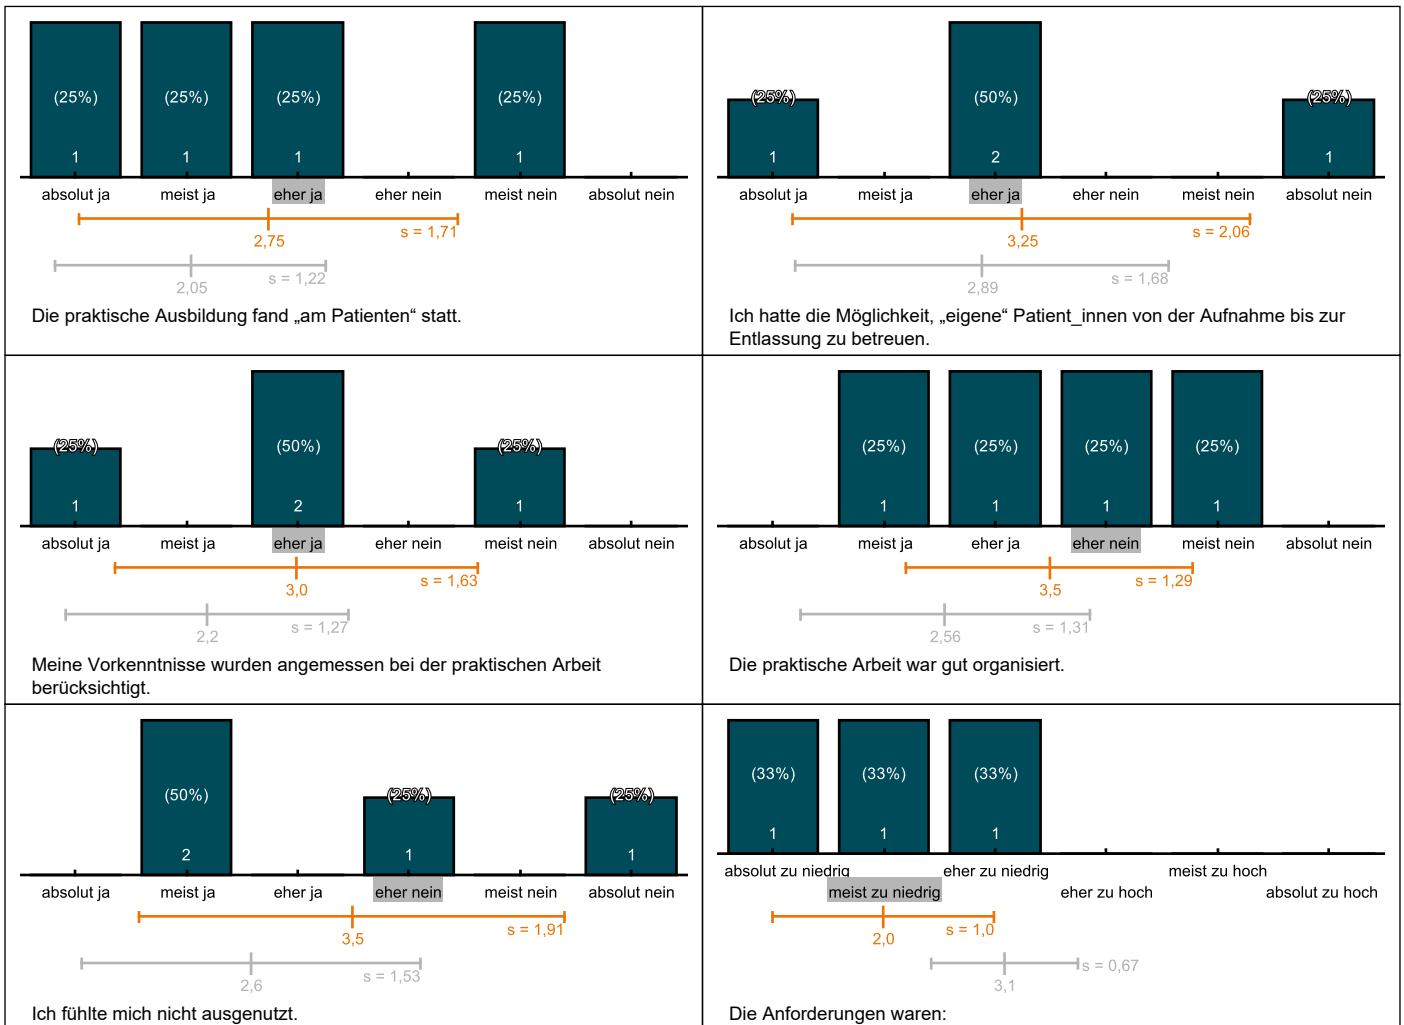 (25%) (25%) (25%) (25%)
1 1 1 1
absolut ja meist ja eher ja eher nein meist nein absolut nein
s = 1,71
2,75
s = 1,22
2,05
Die praktische Ausbildung fand „am Patienten“ statt.
(25%) (50%) (25%)
1 2 1
absolut ja meist ja eher ja eher nein meist nein absolut nein
s = 2,06
3,25
s = 1,68
2,89
Ich hatte die Möglichkeit, „eigene“ Patient_innen von der Aufnahme bis zur
Entlassung zu betreuen.
(25%) (50%) (25%)
1 2 1
absolut ja meist ja eher ja eher nein meist nein absolut nein
s = 1,63
3,0
s = 1,27
2,2
Meine Vorkenntnisse wurden angemessen bei der praktischen Arbeit
berücksichtigt.
(25%) (25%) (25%) (25%)
1 1 1 1
absolut ja meist ja eher ja eher nein meist nein absolut nein
s = 1,29
3,5
s = 1,31
2,56
Die praktische Arbeit war gut organisiert.
(50%) (25%) (25%)
2 1 1
absolut ja meist ja eher ja eher nein meist nein absolut nein
s = 1,91
3,5
s = 1,53
2,6
Ich fühlte mich nicht ausgenutzt.
(33%) (33%) (33%)
1 1 1
absolut zu niedrig eher zu niedrig meist zu hoch
meist zu niedrig eher zu hoch absolut zu hoch
s = 1,0
2,0
s = 0,67
3,1
Die Anforderungen waren: